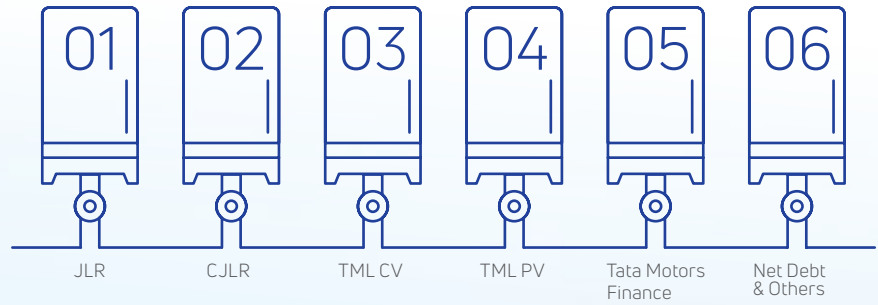 01 02 03 04 05 06
JLR CJLR TML CV TML PV Tata Motors Net Debt
Finance & Others